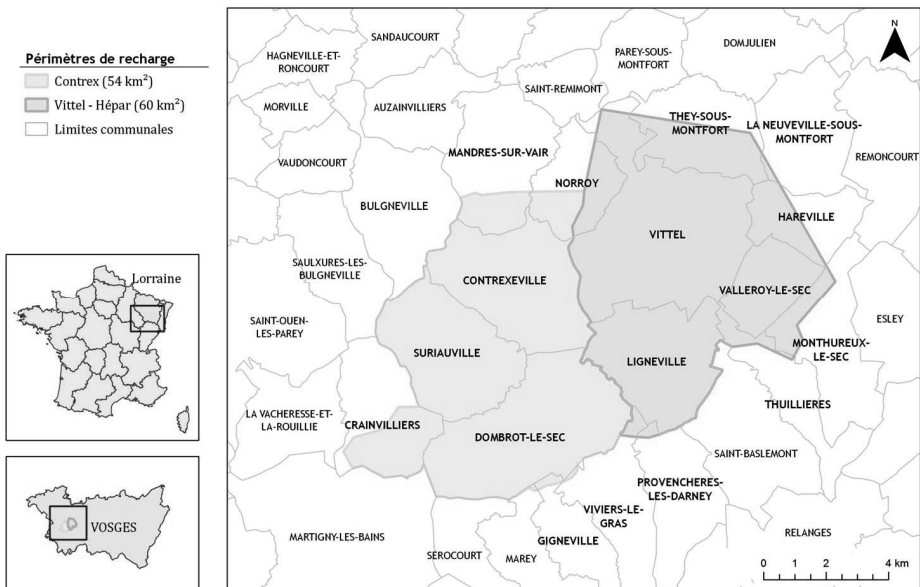 Périmètres de recharge
Contrex (54 km²)
Vittel - Hépar (60 km²)
Limites communales
Lorraine
VOSGES
N
SANDAUCOURT
HAGNEVILLE-ET-
RONCOURT
PAREY-SOUS-
MONTFORT
DOMJULIEN
SAINT-REMIMONT
MORVILLE
AUZAINVILLIERS
THEY-SOUS-
MONTFORT
LA NEUVEVILLE-SOUS-
MONTFORT
MANDRES-SUR-VAIR
VAUDONCOURT
REMONCOURT
NORROY
BULGNEVILLE
HAREVILLE
VITTEL
SAULXURES-LES-
BULGNEVILLE
CONTREXEVILLE
VALLEROY-LE-SEC
SAINT-OUEN-
LES-PAREY
ESLEY
SURIAUVILLE
LIGNEVILLE
MONTHUREUX-
LE-SEC
THUILLIERES
LA VACHERESSE-ET-
LA-ROUILLIE
CRAINVILLIERS
DOMBROT-LE-SEC
SAINT-BASLEMONT
PROVENCHERES-
LES-DARNEY
VIVIERS-LE-
GRAS
MARTIGNY-LES-BAINS
GIGNEVILLE
SEROCOURT
MAREY
RELANGES
0 1 2 4 km